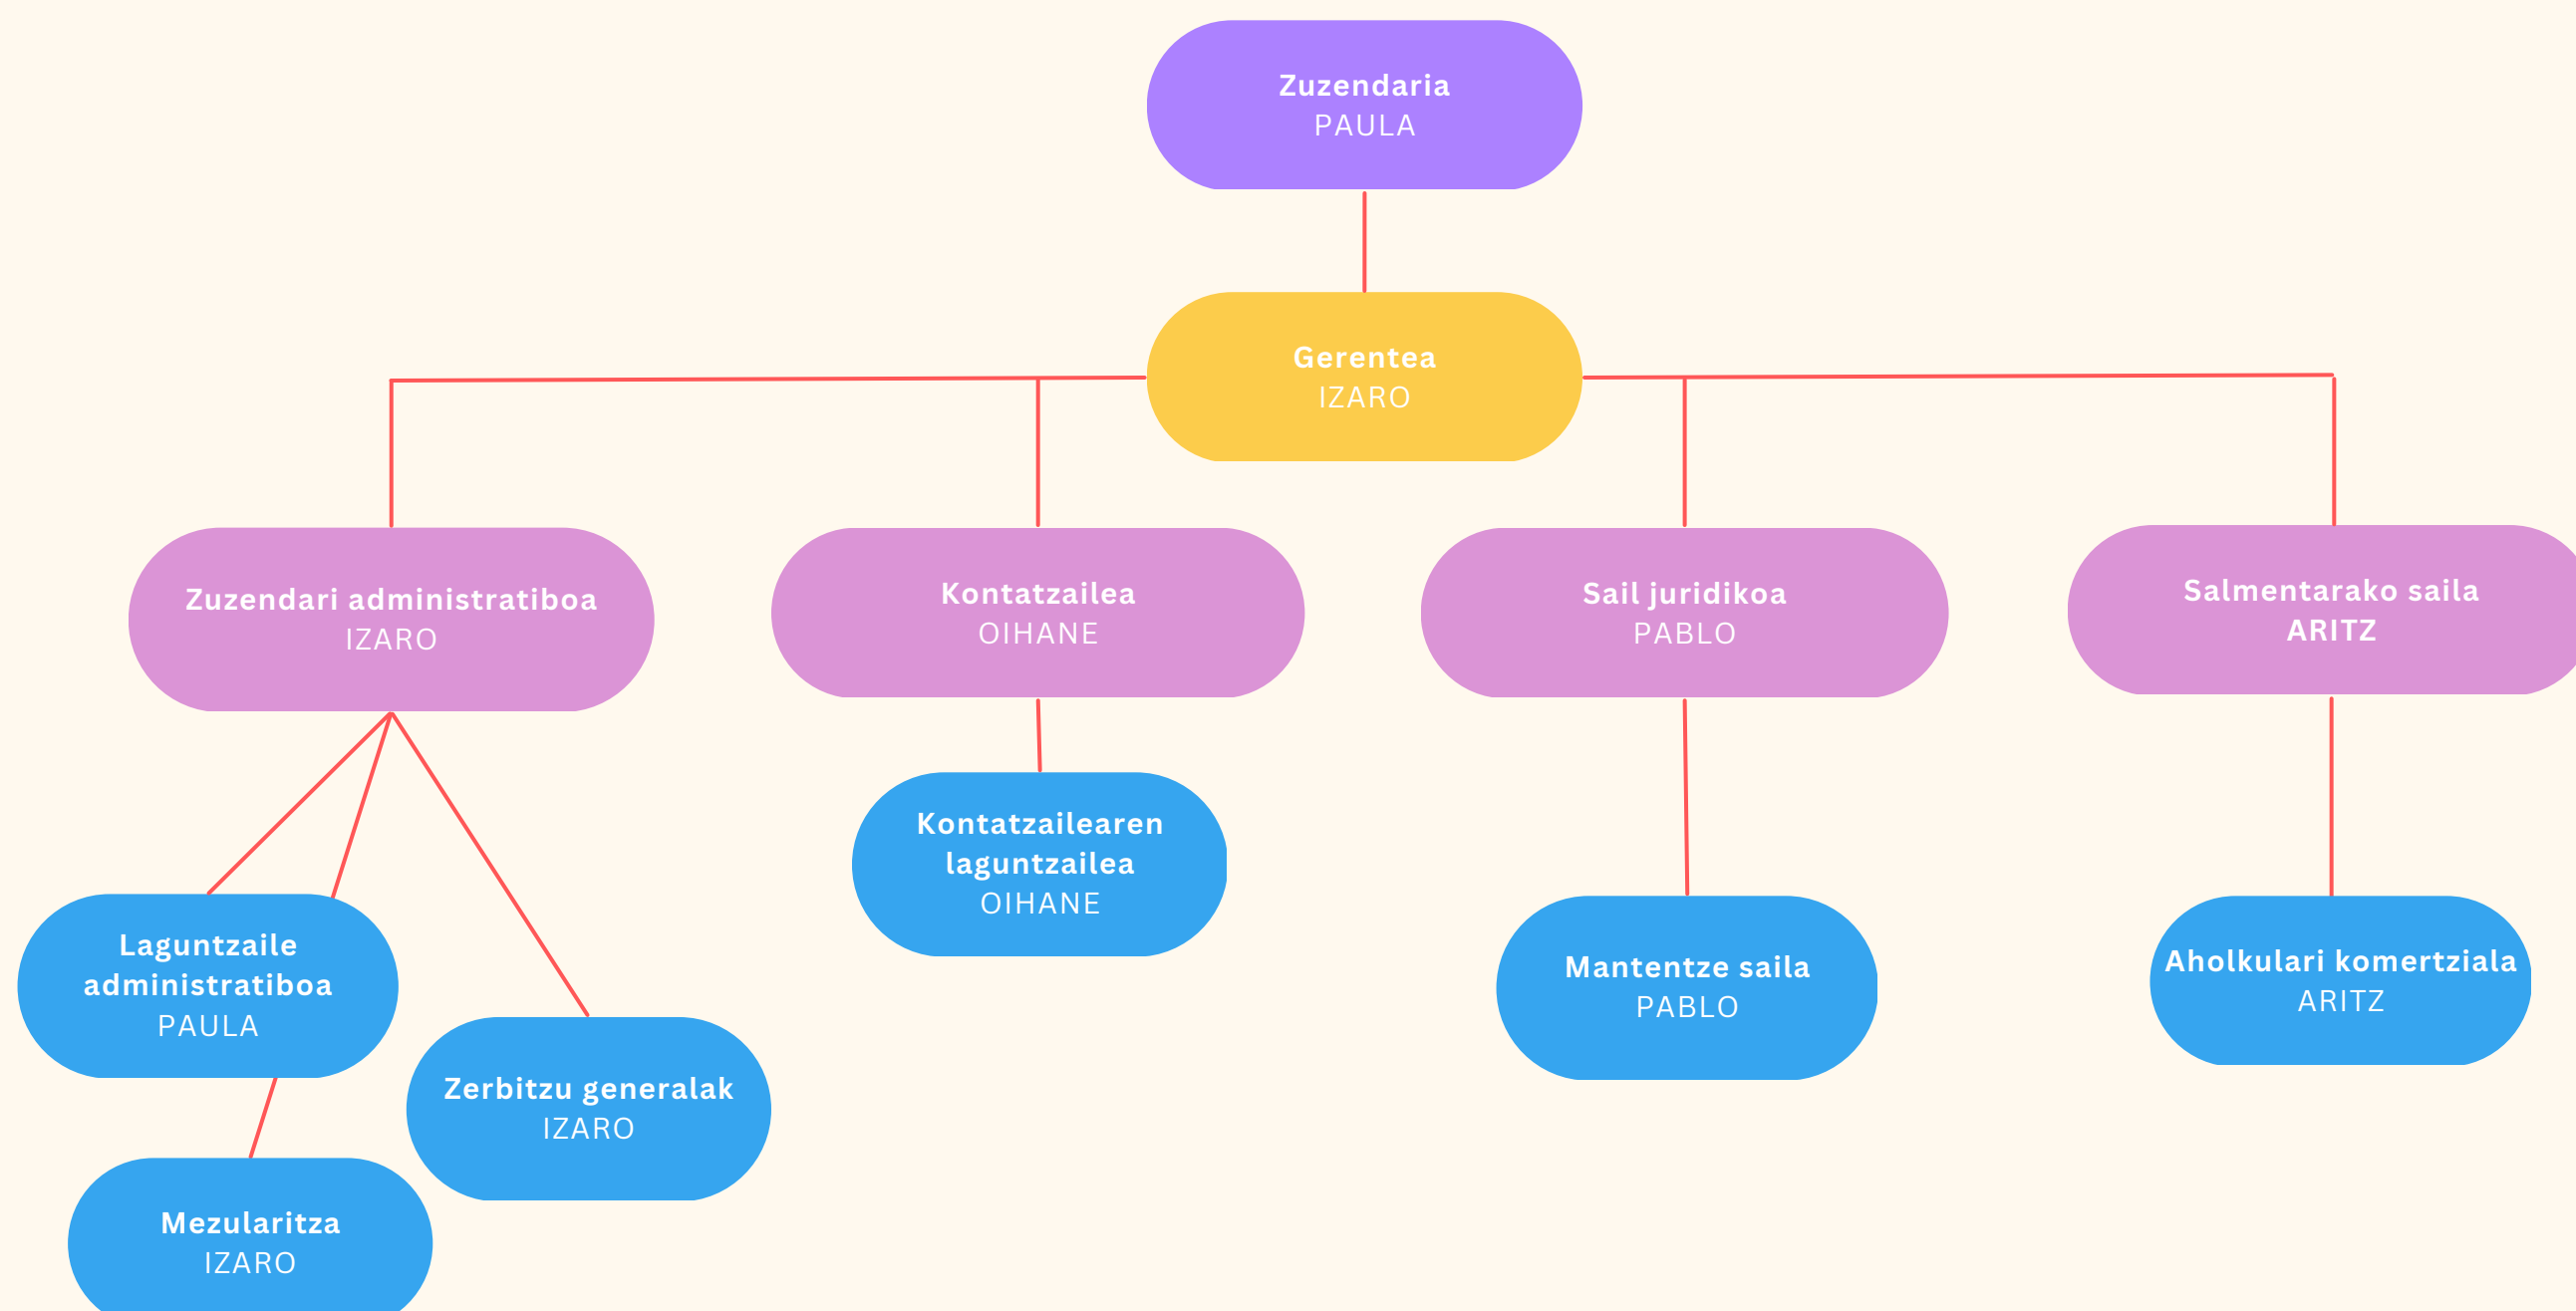 Zuzendaria
PAULA
Gerentea
IZARO
Zuzendari administratiboa
IZARO
Kontatzailea
OIHANE
Sail juridikoa
PABLO
Salmentarako saila
ARITZ
Kontatzailearen
laguntzailea
OIHANE
Laguntzaile
administratiboa
PAULA
Zerbitzu generalak
IZARO
Mantentze saila
PABLO
Aholkulari komertziala
ARITZ
Mezularitza
IZARO